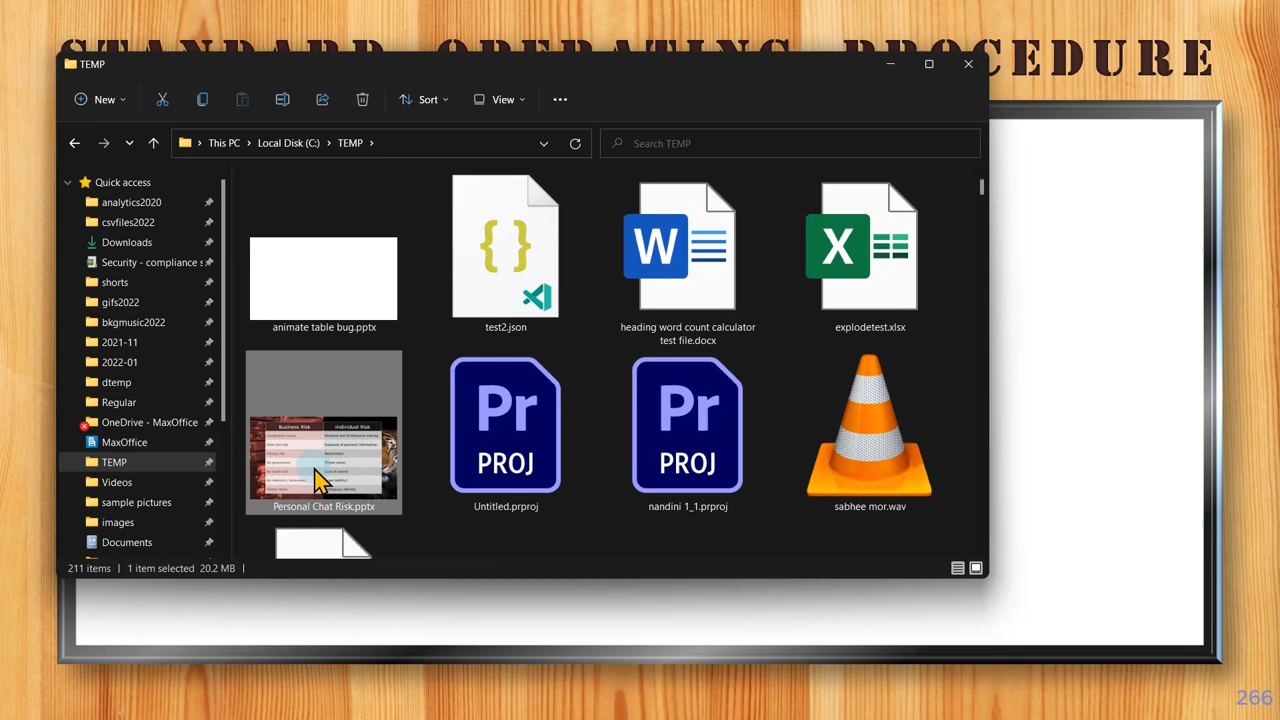 STANDARD OPERATING PROCEDURE
TEMP
New
Sort
View
This PC
Local Disk (C:)
TEMP
Search TEMP
Quick access
analytics2020
csvfiles2022
Downloads
Security - compliance s
shorts
gifs2022
bkgmusic2022
2021-11
2022-01
dtemp
Regular
OneDrive - MaxOffice
MaxOffice
TEMP
Videos
sample pictures
images
Documents
animate table bug.pptx
test2.json
W
heading word count calculator
test file.docx
X
explodetest.xlsx
Business Risk
Individual Risk
Personal Chat Risk.pptx
Pr
PROJ
Untitled.prproj
Pr
PROJ
nandini 1_1.prproj
sabhee mor.wav
211 items
1 item selected 20.2 MB
266